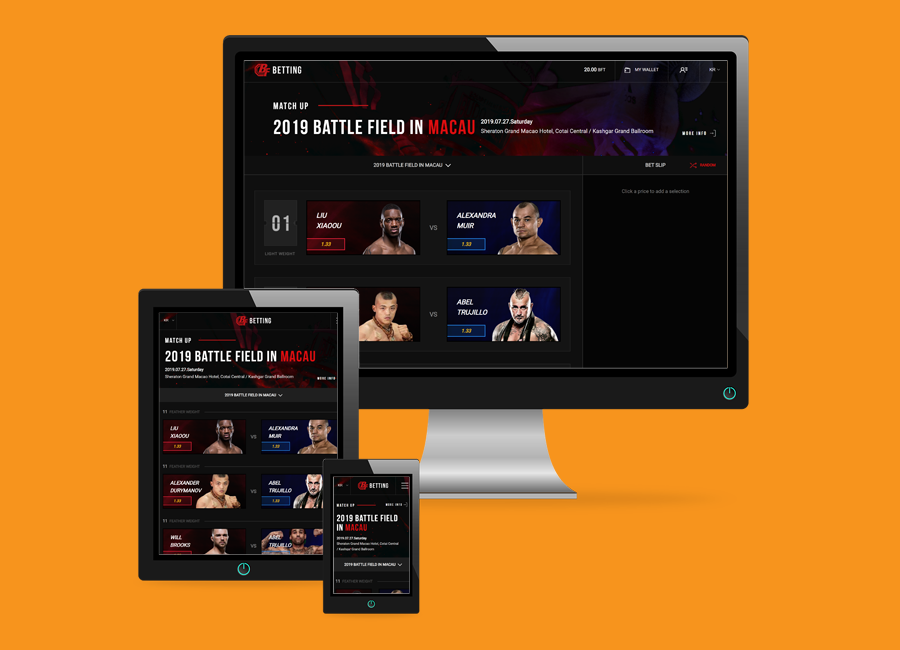 BF BETTING
20.00 BFT
MY WALLET
KR
MATCH UP
2019 BATTLE FIELD IN MACAU
2019.07.27.Saturday
Sheraton Grand Macao Hotel, Cotai Central / Kashgar Grand Ballroom
MORE INFO
2019 BATTLE FIELD IN MACAU
BET SLIP
RANDOM
Click a price to add a selection
01
LIGHT WEIGHT
LIU
XIAOOU
1.33
VS
ALEXANDRA
MUIR
1.33
VS
ABEL
TRUJILLO
1.33
BF BETTING
MATCH UP
2019 BATTLE FIELD IN MACAU
2019.07.27.Saturday
Sheraton Grand Macao Hotel, Cotai Central / Kashgar Grand Ballroom
MORE INFO
2019 BATTLE FIELD IN MACAU
11 FEATHER WEIGHT
LIU
XIAOOU
1.33
VS
ALEXANDRA
MUIR
1.33
11 FEATHER WEIGHT
ALEXANDER
DURYMANOV
1.33
VS
ABEL
TRUJILLO
1.33
11 FEATHER WEIGHT
WILL
BROOKS
VS
ABEL
TRUJILLO
BF BETTING
MATCH UP
MORE INFO
2019 BATTLE FIELD
IN MACAU
2019.07.27.Saturday
Sheraton Grand Macao Hotel, Cotai Central
/ Kashgar Grand Ballroom
2019 BATTLE FIELD IN MACAU
11 FEATHER WEIGHT